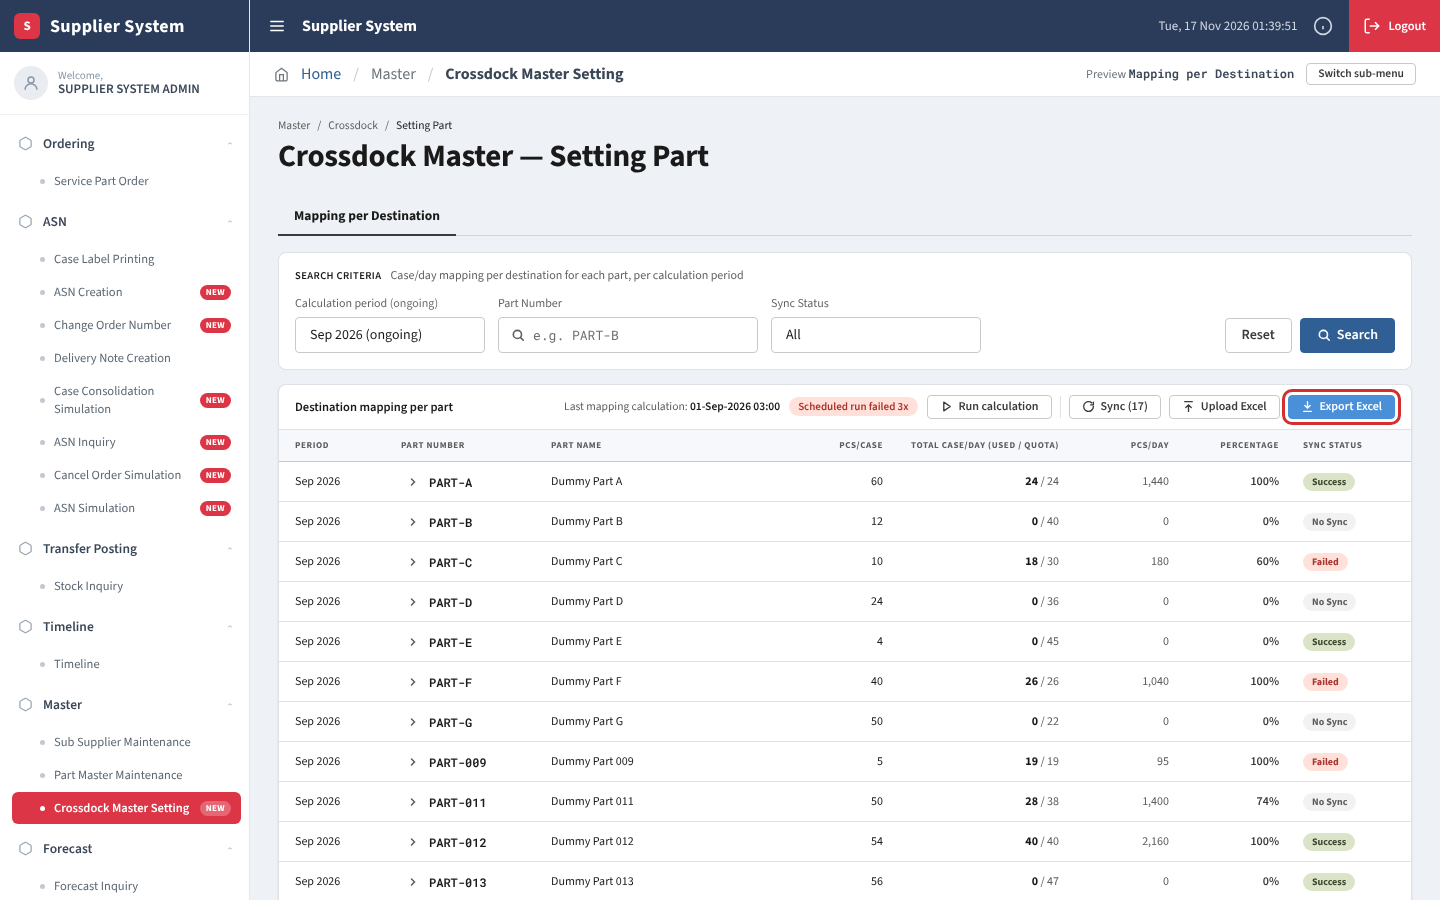 S Supplier System
Supplier System
Tue, 17 Nov 2026 01:39:51
Logout
Welcome,
SUPPLIER SYSTEM ADMIN
Ordering
Service Part Order
ASN
Case Label Printing
ASN Creation NEW
Change Order Number NEW
Delivery Note Creation
Case Consolidation
Simulation NEW
ASN Inquiry NEW
Cancel Order Simulation NEW
ASN Simulation NEW
Transfer Posting
Stock Inquiry
Timeline
Timeline
Master
Sub Supplier Maintenance
Part Master Maintenance
Crossdock Master Setting NEW
Forecast
Forecast Inquiry
Home / Master / Crossdock Master Setting
Preview Mapping per Destination Switch sub-menu
Master / Crossdock / Setting Part
Crossdock Master — Setting Part
Mapping per Destination
SEARCH CRITERIA Case/day mapping per destination for each part, per calculation period
Calculation period (ongoing) Part Number Sync Status
Sep 2026 (ongoing) e.g. PART-B All Reset Search
Destination mapping per part Last mapping calculation: 01-Sep-2026 03:00 Scheduled run failed 3x Run calculation Sync (17) Upload Excel Export Excel
PERIOD PART NUMBER PART NAME PCS/CASE TOTAL CASE/DAY (USED / QUOTA) PCS/DAY PERCENTAGE SYNC STATUS
Sep 2026 PART-A Dummy Part A 60 24 / 24 1,440 100% Success
Sep 2026 PART-B Dummy Part B 12 0 / 40 0 0% No Sync
Sep 2026 PART-C Dummy Part C 10 18 / 30 180 60% Failed
Sep 2026 PART-D Dummy Part D 24 0 / 36 0 0% No Sync
Sep 2026 PART-E Dummy Part E 4 0 / 45 0 0% Success
Sep 2026 PART-F Dummy Part F 40 26 / 26 1,040 100% Failed
Sep 2026 PART-G Dummy Part G 50 0 / 22 0 0% No Sync
Sep 2026 PART-009 Dummy Part 009 5 19 / 19 95 100% Failed
Sep 2026 PART-011 Dummy Part 011 50 28 / 38 1,400 74% No Sync
Sep 2026 PART-012 Dummy Part 012 54 40 / 40 2,160 100% Success
Sep 2026 PART-013 Dummy Part 013 56 0 / 47 0 0% Success